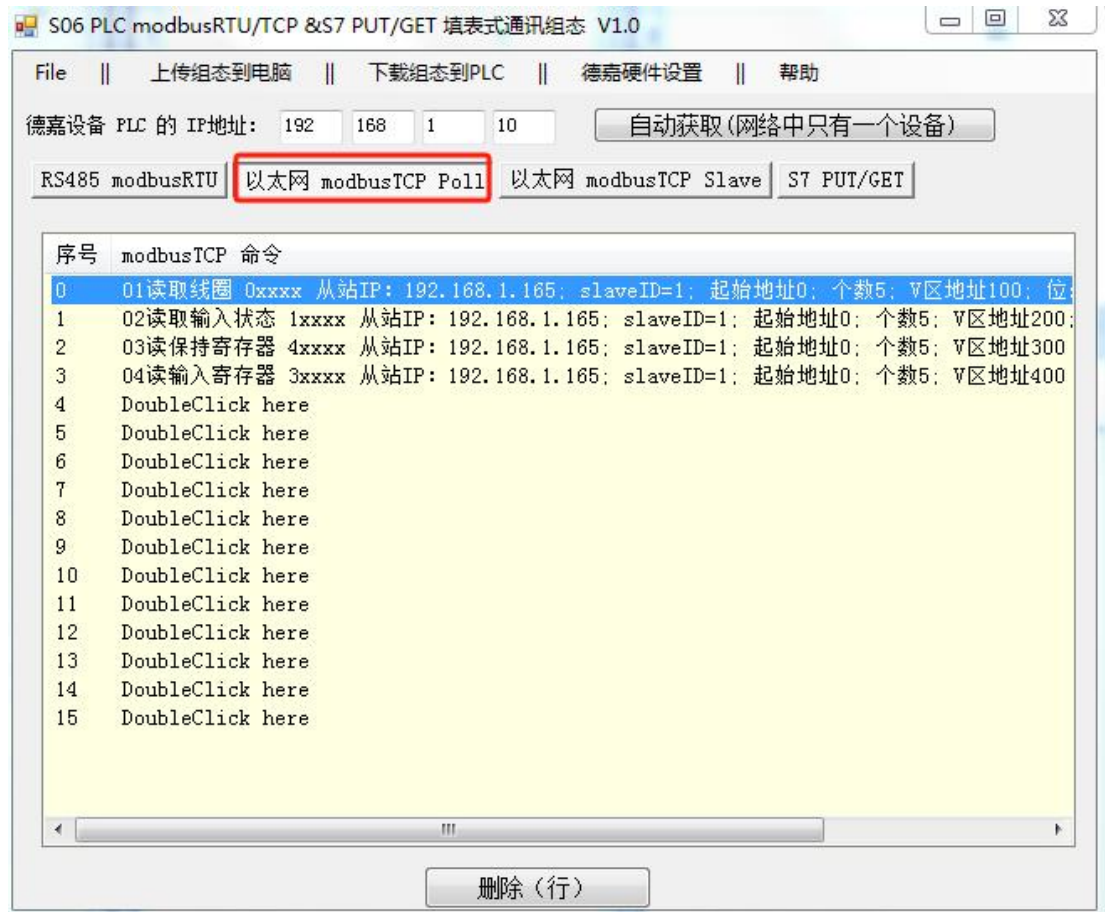 S06 PLC modbusRTU/TCP &S7 PUT/GET 填表式通讯组态 V1.0
File || 上传组态到电脑 || 下载组态到PLC || 德嘉硬件设置 || 帮助
德嘉设备 PLC 的 IP地址: 192 168 1 10 自动获取(网络中只有一个设备)
RS485 modbusRTU 以太网 modbusTCP Poll 以太网 modbusTCP Slave S7 PUT/GET
序号 modbusTCP 命令
0 01读取线圈 0xxxx 从站IP: 192.168.1.165; slaveID=1; 起始地址0; 个数5; V区地址100; 位:
1 02读取输入状态 1xxxx 从站IP: 192.168.1.165; slaveID=1; 起始地址0; 个数5; V区地址200;
2 03读保持寄存器 4xxxx 从站IP: 192.168.1.165; slaveID=1; 起始地址0; 个数5; V区地址300
3 04读输入寄存器 3xxxx 从站IP: 192.168.1.165; slaveID=1; 起始地址0; 个数5; V区地址400
4 DoubleClick here
5 DoubleClick here
6 DoubleClick here
7 DoubleClick here
8 DoubleClick here
9 DoubleClick here
10 DoubleClick here
11 DoubleClick here
12 DoubleClick here
13 DoubleClick here
14 DoubleClick here
15 DoubleClick here
删除（行）